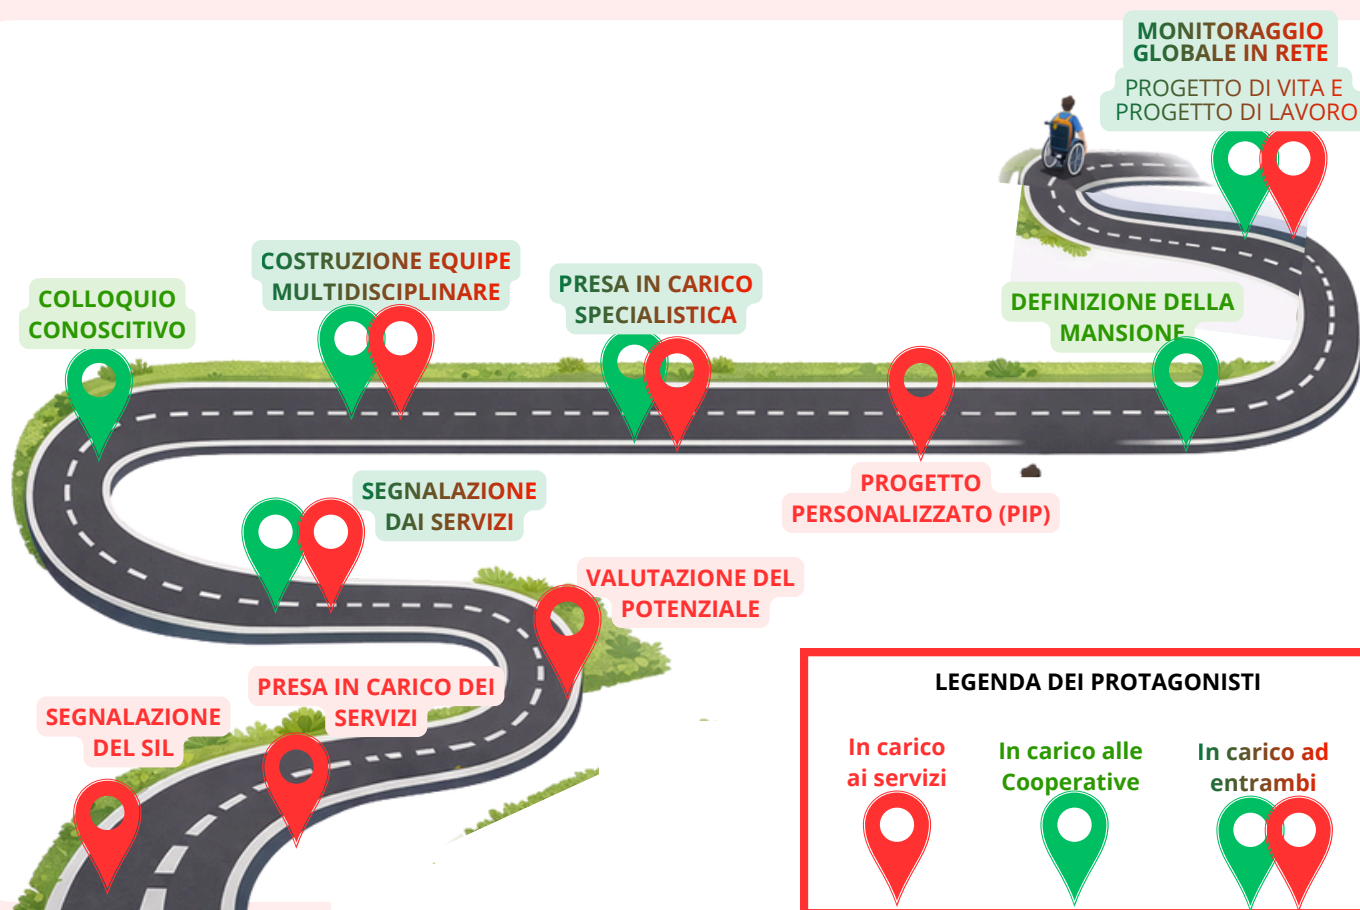 MONITORAGGIO
GLOBALE IN RETE
PROGETTO DI VITA E
PROGETTO DI LAVORO
COSTRUZIONE EQUIPE
MULTIDISCIPLINARE
PRESA IN CARICO
SPECIALISTICA
COLLOQUIO
CONOSCITIVO
DEFINIZIONE DELLA
MANSIONE
PROGETTO
PERSONALIZZATO (PIP)
SEGNALAZIONE
DAI SERVIZI
VALUTAZIONE DEL
POTENZIALE
PRESA IN CARICO DEI
SERVIZI
SEGNALAZIONE
DEL SIL
LEGENDA DEI PROTAGONISTI
In carico
ai servizi
In carico alle
Cooperative
In carico ad
entrambi